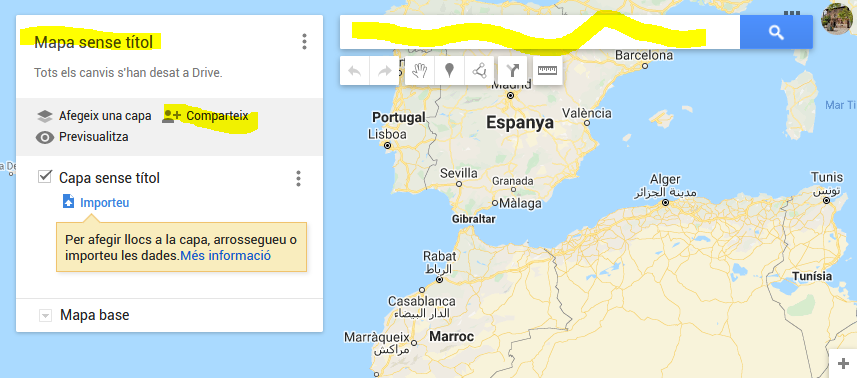 Mapa sense títol
Tots els canvis s'han desat a Drive.
Afegeix una capa
Comparteix
Previsualitza
Capa sense títol
Importeu
Per afegir llocs a la capa, arrossegueu o
importeu les dades.Més informació
Mapa base
Barcelona
Madrid
Portugal
Espanya
València
Lisboa
Sevilla
Granada
Màlaga
Gibraltar
Alger
مدينة الجزائر
Tunis
تونس
Tunísia
Rabat
الرباط
Casablanca
الدار البيضاء
Marràqueix
مراكش
Marroc
Mar Ti